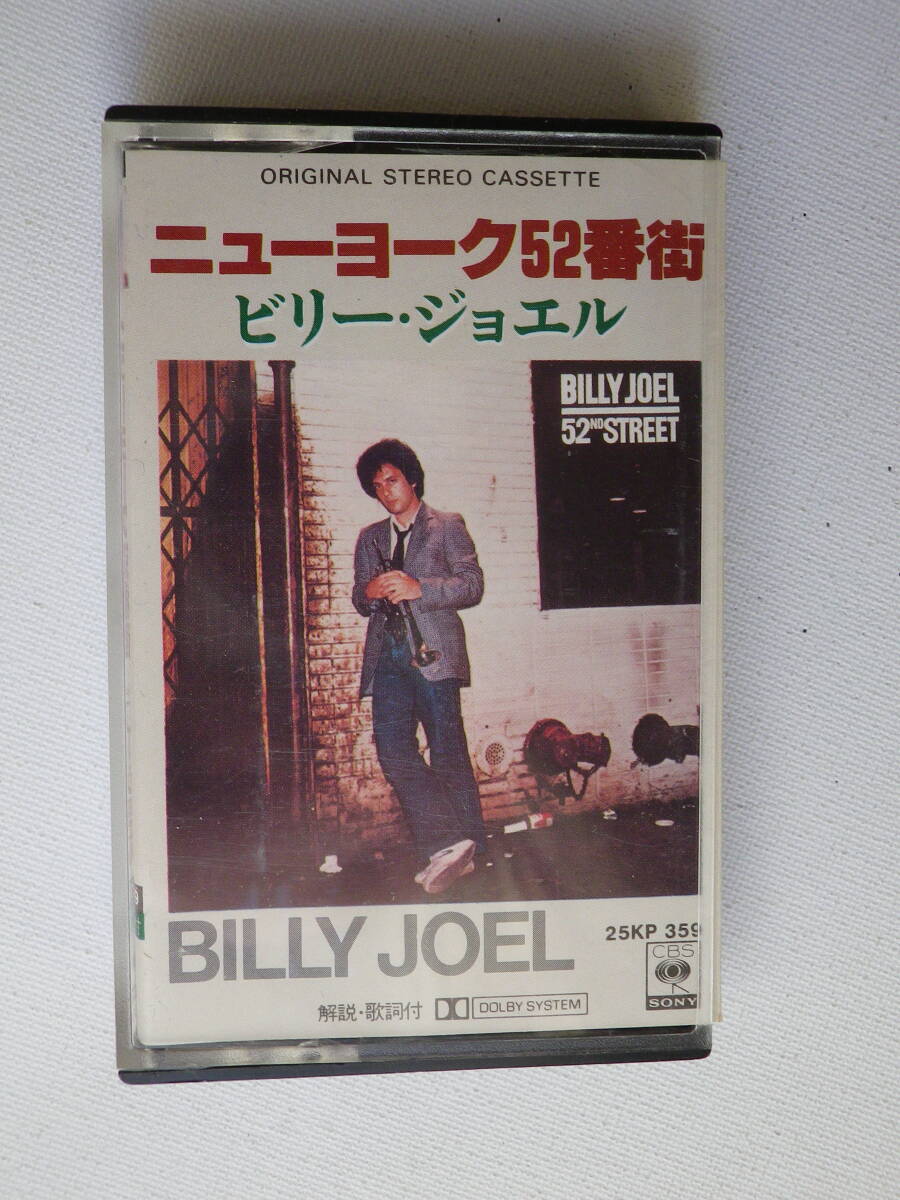 ORIGINAL STEREO CASSETTE
ニューヨーク52番街
ビリー・ジョエル
BILLY JOEL
52ND STREET
BILLY JOEL
25KP 359
CBS
SONY
解説・歌詞付 DOLBY SYSTEM